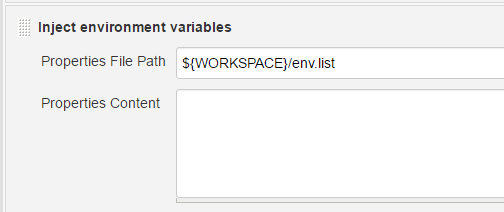 Inject environment variables
Properties File Path
${WORKSPACE}/env.list
Properties Content